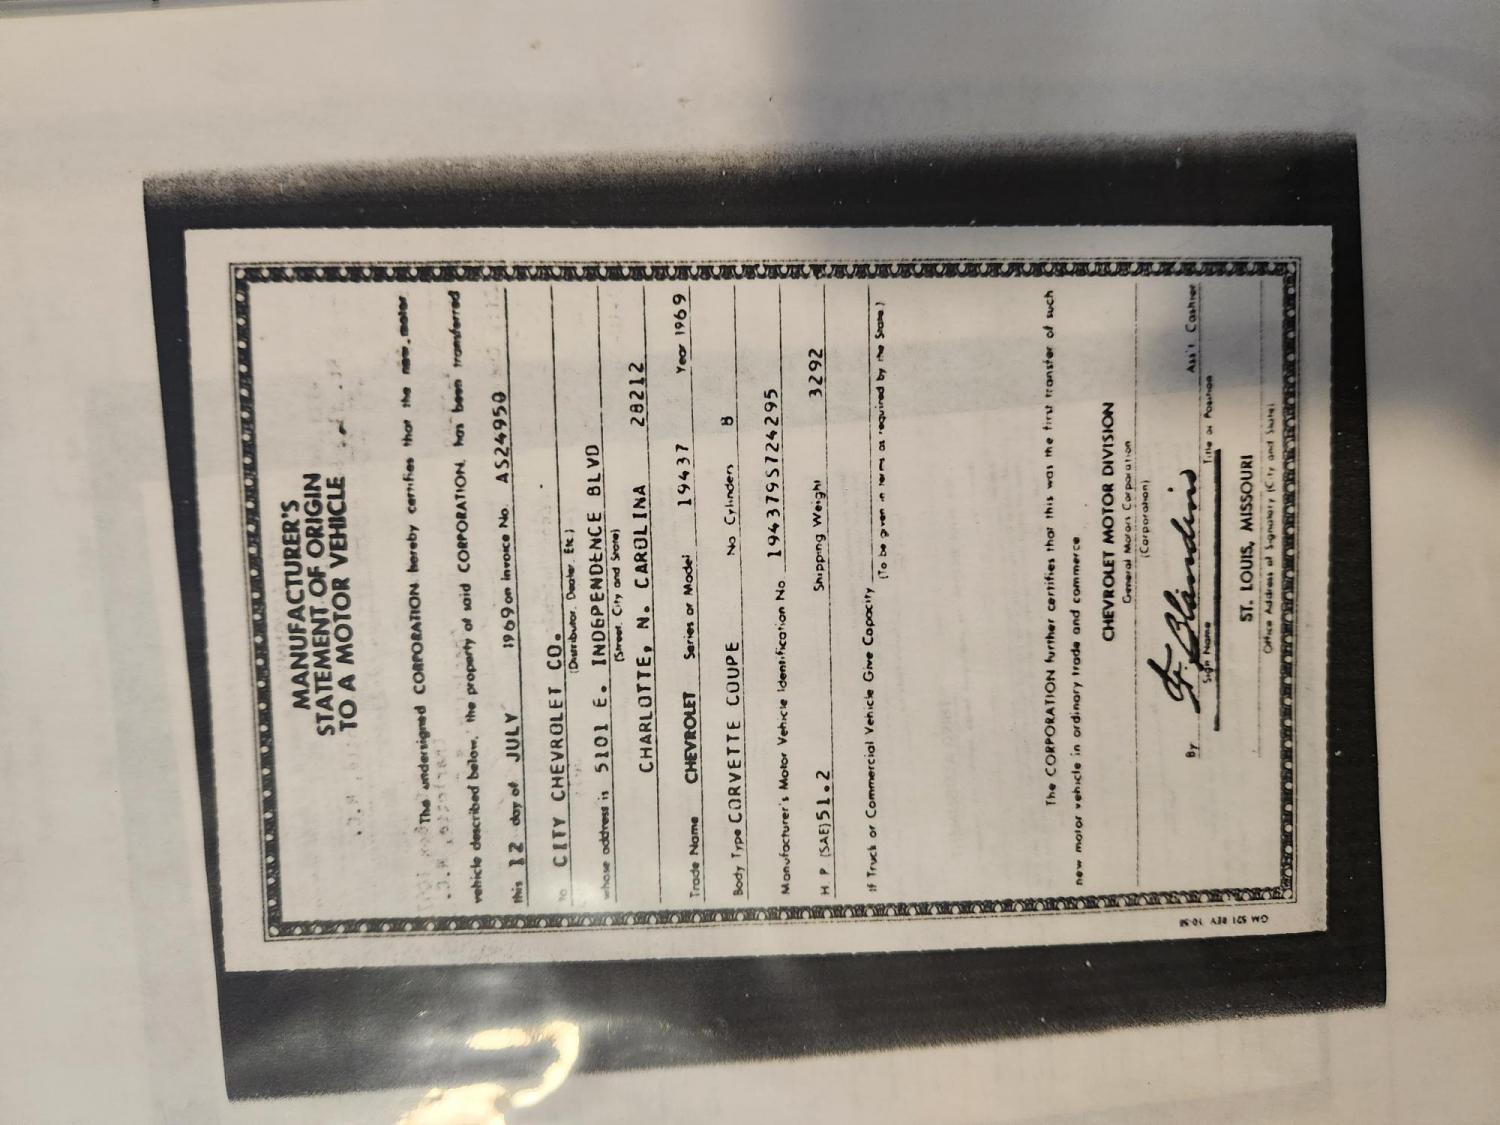 MANUFACTURER'S
STATEMENT OF ORIGIN
TO A MOTOR VEHICLE
The undersigned CORPORATION hereby certifies that the new motor
vehicle described below, the property of said CORPORATION, has been transferred
this 12 day of JULY 1969 on invoice No. AS24950
to CITY CHEVROLET CO.
(Distributor, Dealer, Etc.)
whose address is 5101 E. INDEPENDENCE BLVD
(Street, City and State)
CHARLOTTE, N. CAROLINA 28212
Trade Name CHEVROLET Series or Model 19437 Year 1969
Body Type CORVETTE COUPE No Cylinders 8
Manufacturer's Motor Vehicle Identification No 194379S724295
H. P. (SAE) 51.2 Shipping Weight 3292
If Truck or Commercial Vehicle Give Capacity
(To be given in terms as required by the State.)
The CORPORATION further certifies that this was the first transfer of such
new motor vehicle in ordinary trade and commerce
CHEVROLET MOTOR DIVISION
General Motors Corporation
(Corporation)
By F. Blandino Ass't Cashier
Sign Name Title or Position
ST. LOUIS, MISSOURI
Office Address of Signatory (City and State)
GM 521 REV